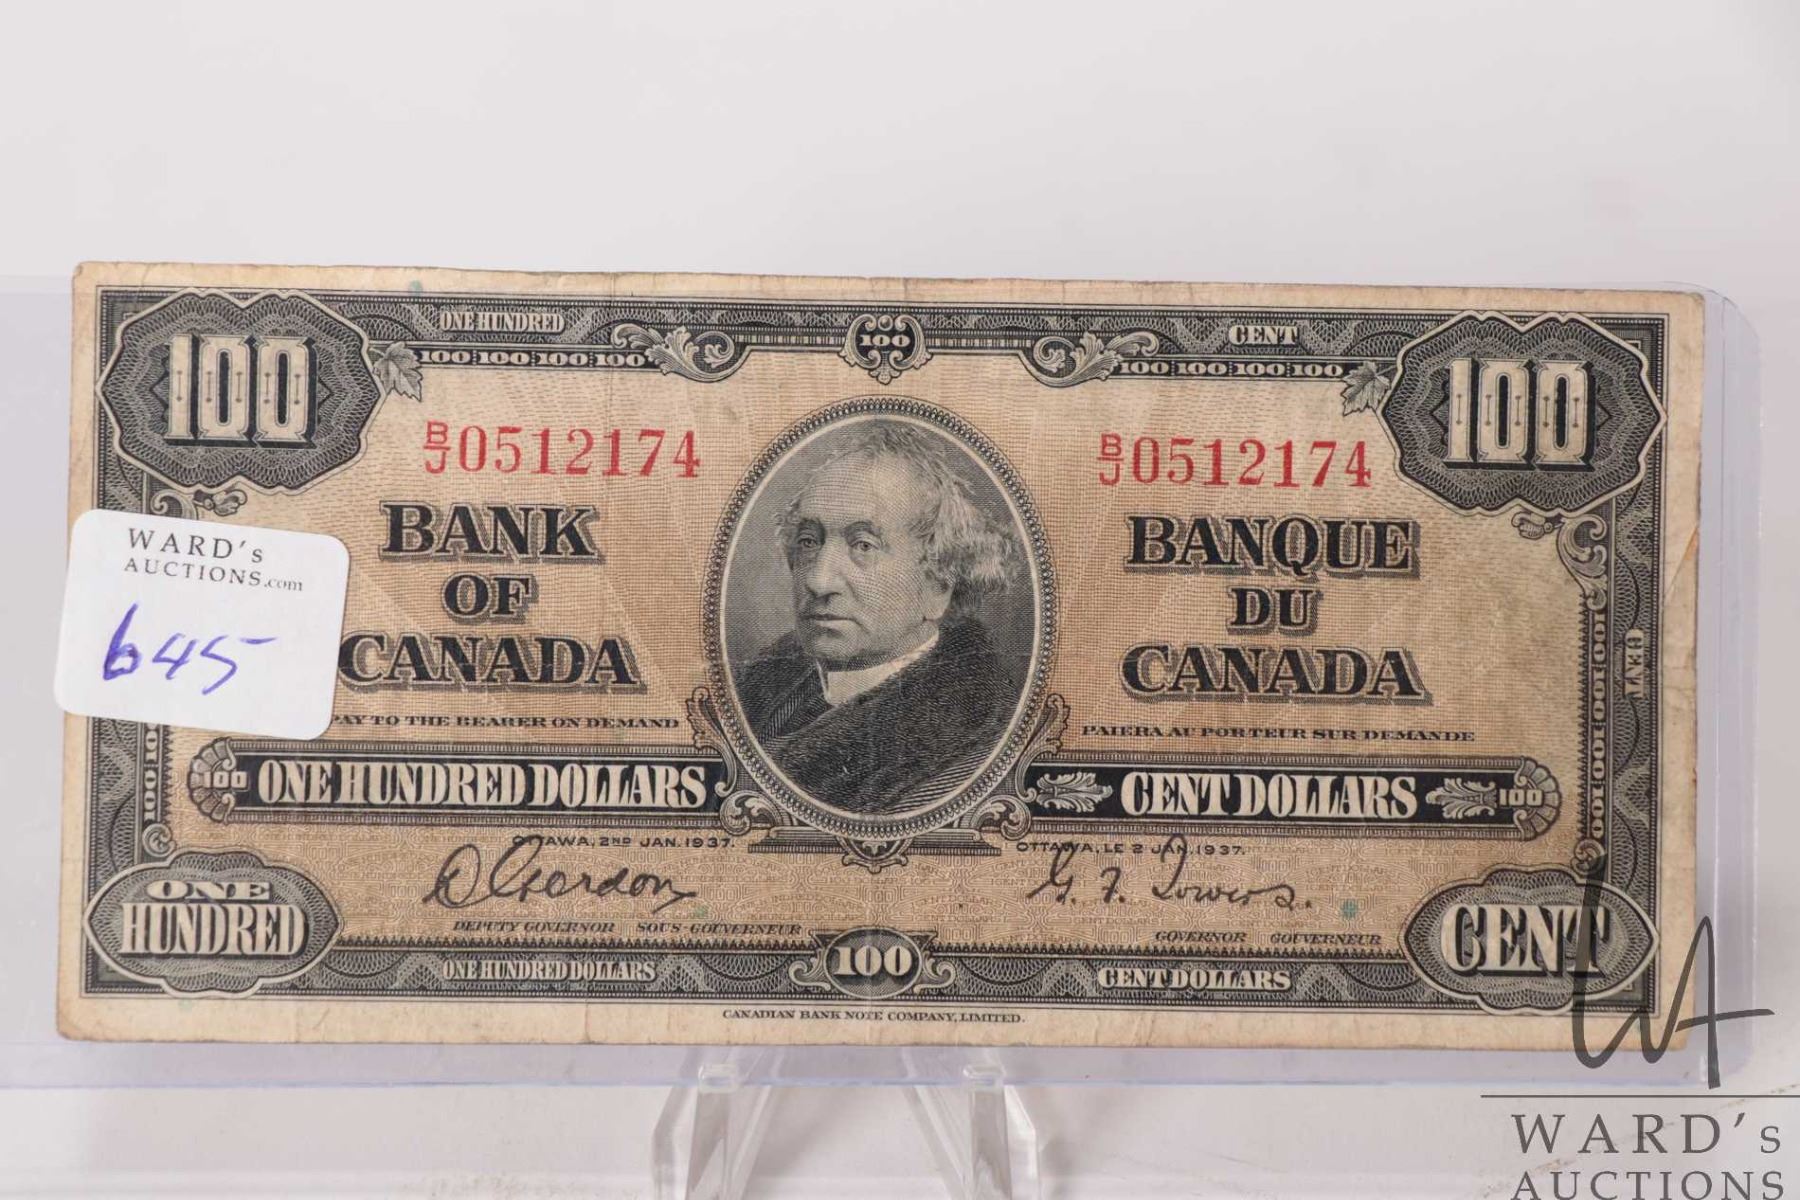 ONE HUNDRED
100
CENT
100 100·100·100·100 100·100·100·100 100
B/J 0512174 B/J 0512174
BANK OF CANADA
BANQUE DU CANADA
WARD's
AUCTIONS.com
645
PAY TO THE BEARER ON DEMAND
PAIERA AU PORTEUR SUR DEMANDE
100 ONE HUNDRED DOLLARS
CENT DOLLARS 100
OTTAWA, 2ND JAN. 1937.
OTTAWA, LE 2 JAN. 1937.
D Gordon
G. F. Towers.
DEPUTY GOVERNOR SOUS-GOUVERNEUR
GOVERNOR GOUVERNEUR
ONE HUNDRED
CENT
ONE HUNDRED DOLLARS
100
CENT DOLLARS
CANADIAN BANK NOTE COMPANY, LIMITED.
WARD's
AUCTIONS